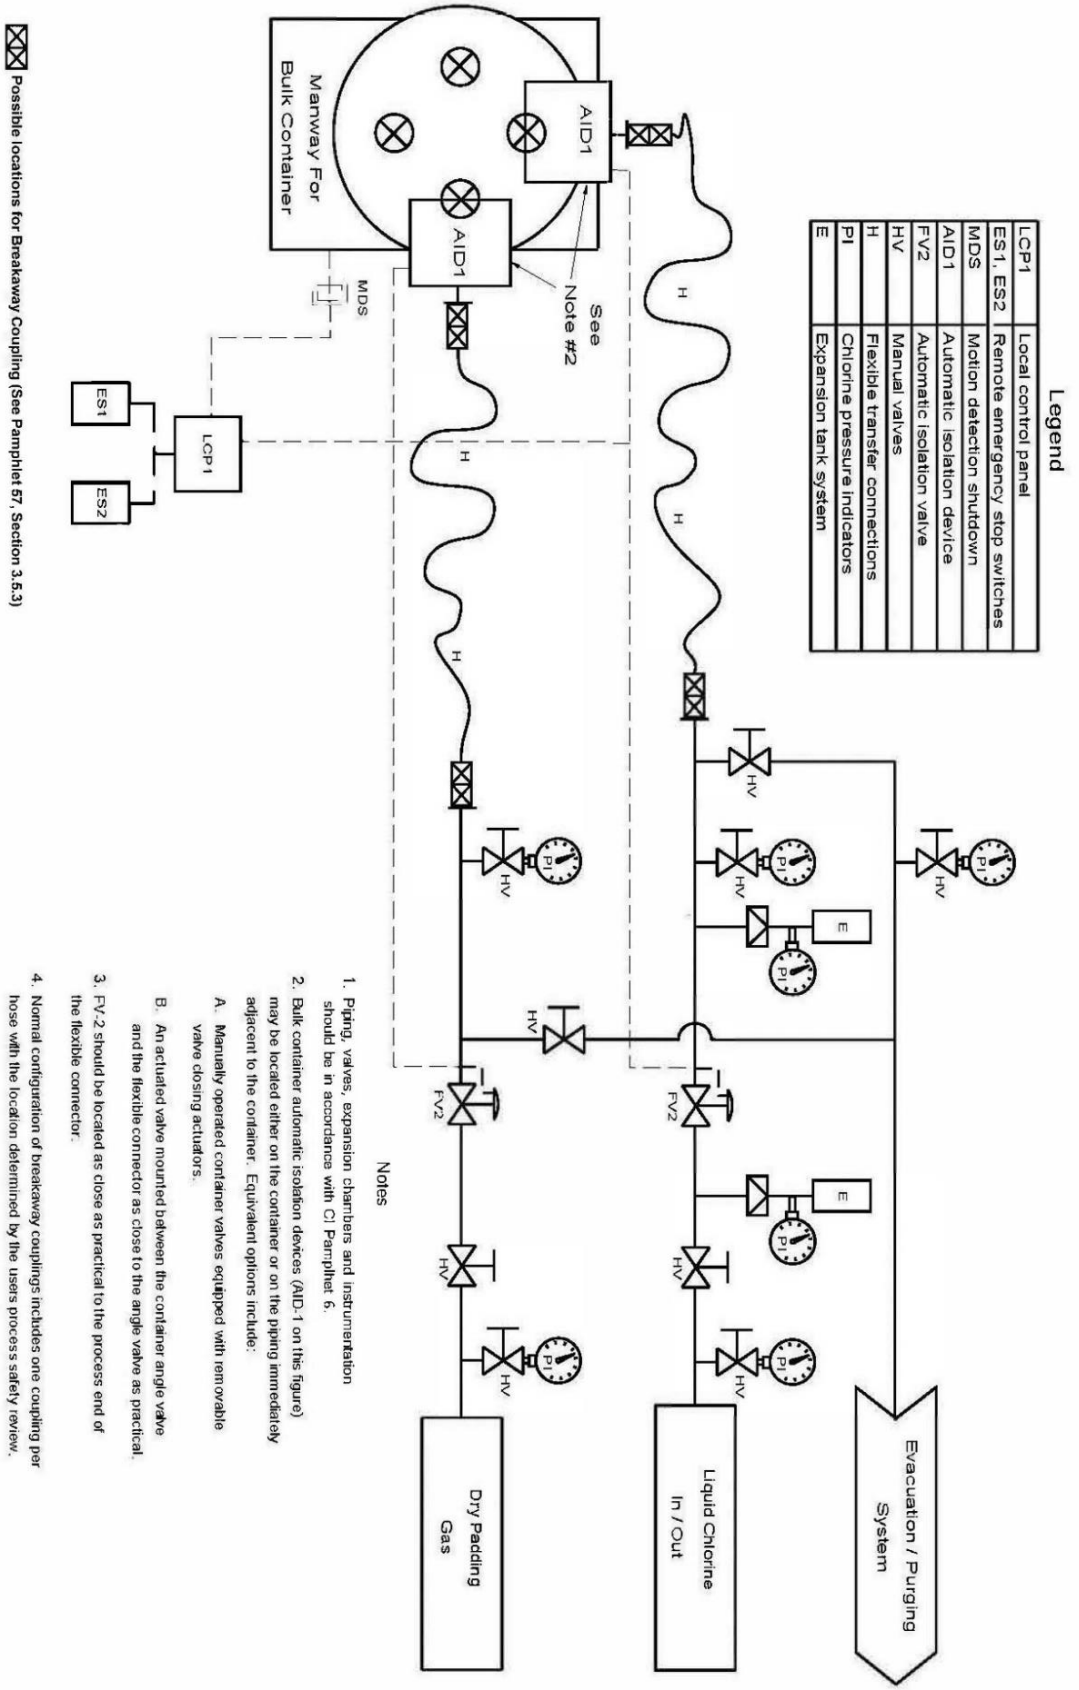 Legend
LCP1 Local control panel
ES1, ES2 Remote emergency stop switches
MDS Motion detection shutdown
AID1 Automatic isolation device
FV2 Automatic isolation valve
HV Manual valves
H Flexible transfer connections
PI Chlorine pressure indicators
E Expansion tank system
Evacuation / Purging
System
PI
HV
HV
PI
HV
E
PI
E
PI
PI
HV
H
H
FV2
HV
Liquid Chlorine
In / Out
AID1
See
Note #2
PI
HV
HV
PI
HV
AID1
H
H
FV2
HV
Dry Padding
Gas
Manway For
Bulk Container
MDS
LCP1
ES1
ES2
Notes
1. Piping, valves, expansion chambers and instrumentation
should be in accordance with CI Pamplhet 6.
2. Bulk container automatic isolation devices (AID-1 on this figure)
may be located either on the container or on the piping immediately
adjacent to the container. Equivalent options include:
A. Manually operated container valves equipped with removable
valve closing actuators.
B. An actuated valve mounted between the container angle valve
and the flexible connector as close to the angle valve as practical.
3. FV-2 should be located as close as practical to the process end of
the flexible connector.
4. Normal configuration of breakaway couplings includes one coupling per
hose with the location determined by the users process safety review.
Possible locations for Breakaway Coupling (See Pamphlet 57, Section 3.5.3)